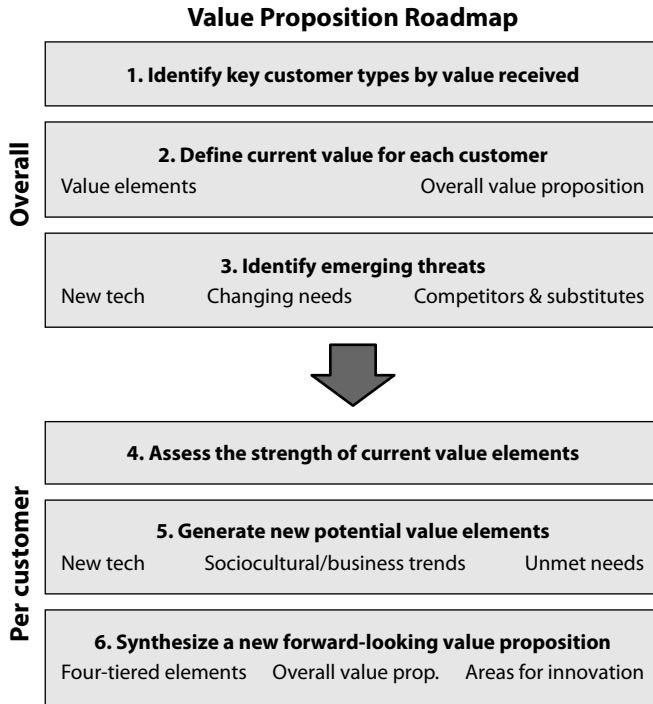 Value Proposition Roadmap
Overall
1. Identify key customer types by value received
2. Define current value for each customer
Value elements Overall value proposition
3. Identify emerging threats
New tech Changing needs Competitors & substitutes
Per customer
4. Assess the strength of current value elements
5. Generate new potential value elements
New tech Sociocultural/business trends Unmet needs
6. Synthesize a new forward-looking value proposition
Four-tiered elements Overall value prop. Areas for innovation